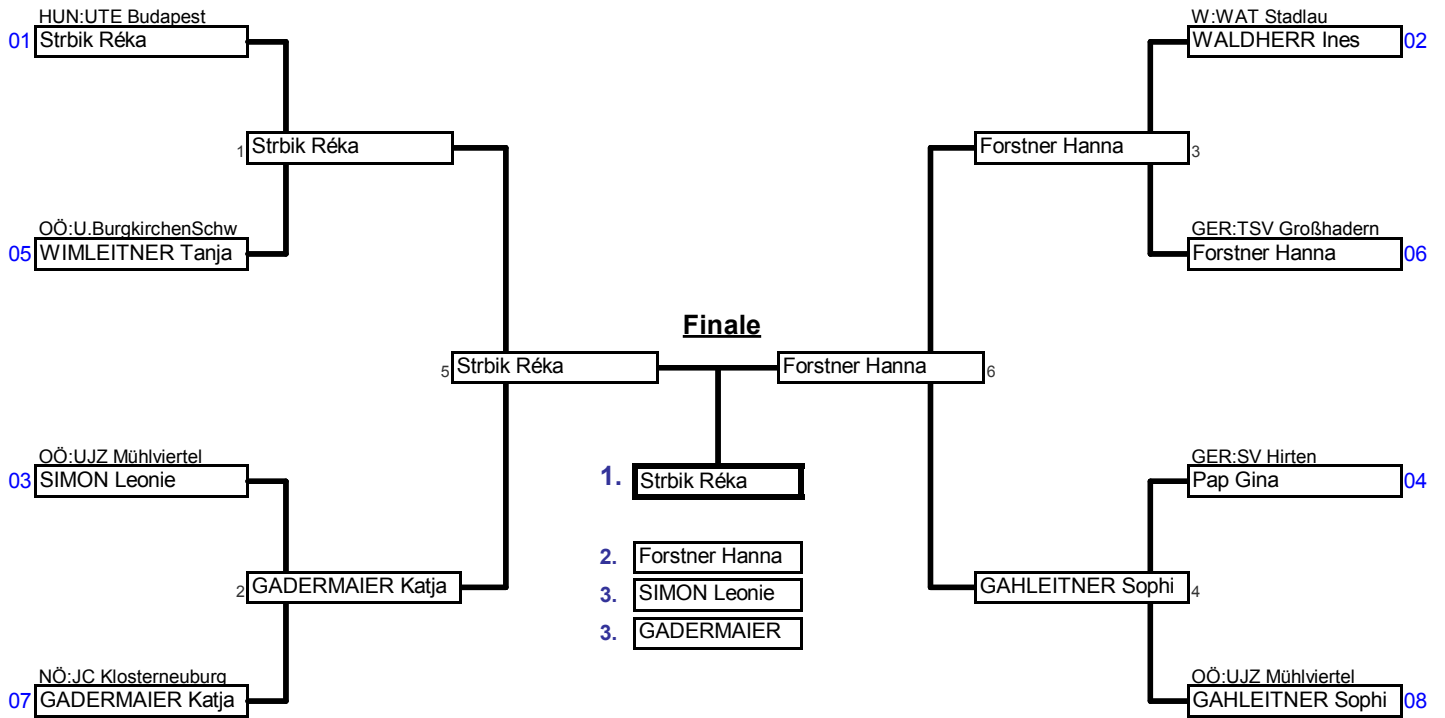 HUN:UTE Budapest
01 Strbik Réka
1 Strbik Réka
OÖ:U.BurgkirchenSchw
05 WIMLEITNER Tanja
5 Strbik Réka
OÖ:UJZ Mühlviertel
03 SIMON Leonie
2 GADERMAIER Katja
NÖ:JC Klosterneuburg
07 GADERMAIER Katja
Finale
1. Strbik Réka
2. Forstner Hanna
3. SIMON Leonie
3. GADERMAIER
W:WAT Stadlau
WALDHERR Ines 02
Forstner Hanna 3
GER:TSV Großhadern
Forstner Hanna 06
Forstner Hanna 6
GER:SV Hirten
Pap Gina 04
GAHLEITNER Sophi 4
OÖ:UJZ Mühlviertel
GAHLEITNER Sophi 08